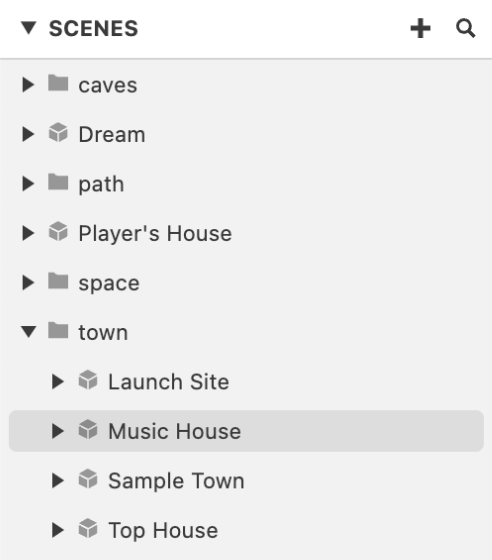 SCENES
caves
Dream
path
Player's House
space
town
Launch Site
Music House
Sample Town
Top House